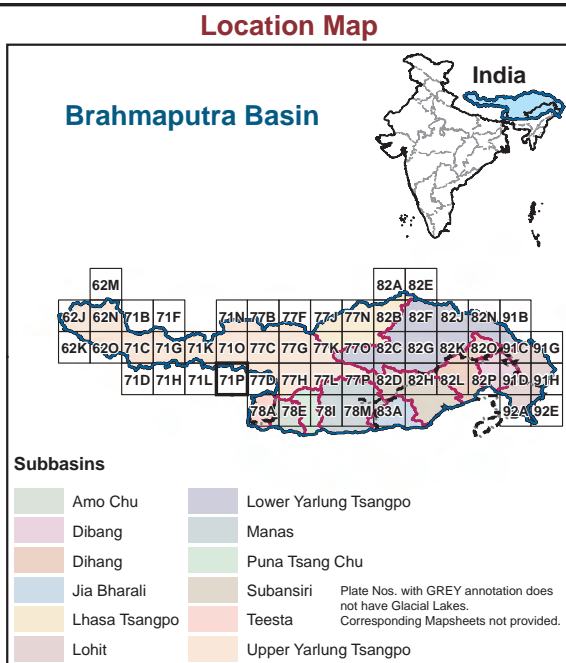 Location Map
India
Brahmaputra Basin
62M 82A 82E
62J 62N 71B 71F 71N 77B 77F 77J 77N 82B 82F 82J 82N 91B
62K 62O 71C 71G 71K 71O 77C 77G 77K 77O 82C 82G 82K 82O 91C 91G
71D 71H 71L 71P 77D 77H 77L 77P 82D 82H 82L 82P 91D 91H
78A 78E 78I 78M 83A 92A 92E
Subbasins
Amo Chu
Dibang
Dihang
Jia Bharali
Lhasa Tsangpo
Lohit
Lower Yarlung Tsangpo
Manas
Puna Tsang Chu
Subansiri
Teesta
Upper Yarlung Tsangpo
Plate Nos. with GREY annotation does
not have Glacial Lakes.
Corresponding Mapsheets not provided.